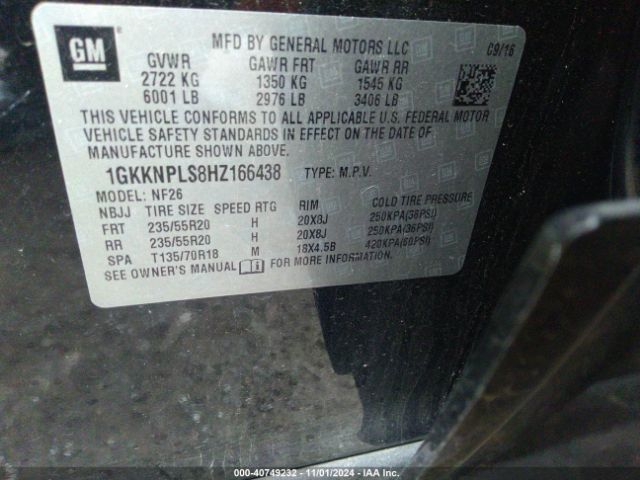 GM
MFD BY GENERAL MOTORS LLC
09/16
GVWR GAWR FRT GAWR RR
2722 KG 1350 KG 1545 KG
6001 LB 2976 LB 3406 LB
THIS VEHICLE CONFORMS TO ALL APPLICABLE U.S. FEDERAL MOTOR
VEHICLE SAFETY STANDARDS IN EFFECT ON THE DATE OF
MANUFACTURE SHOWN ABOVE.
1GKKNPLS8HZ166438 TYPE: M.P.V.
MODEL: NF26
NBJJ TIRE SIZE SPEED RTG RIM COLD TIRE PRESSURE
FRT 235/55R20 H 20X8J 250KPA(36PSI)
RR 235/55R20 H 20X8J 250KPA(36PSI)
SPA T135/70R18 M 18X4.5B 420KPA(60PSI)
SEE OWNER'S MANUAL FOR MORE INFORMATION
000-40749232 - 11/01/2024 - IAA Inc.